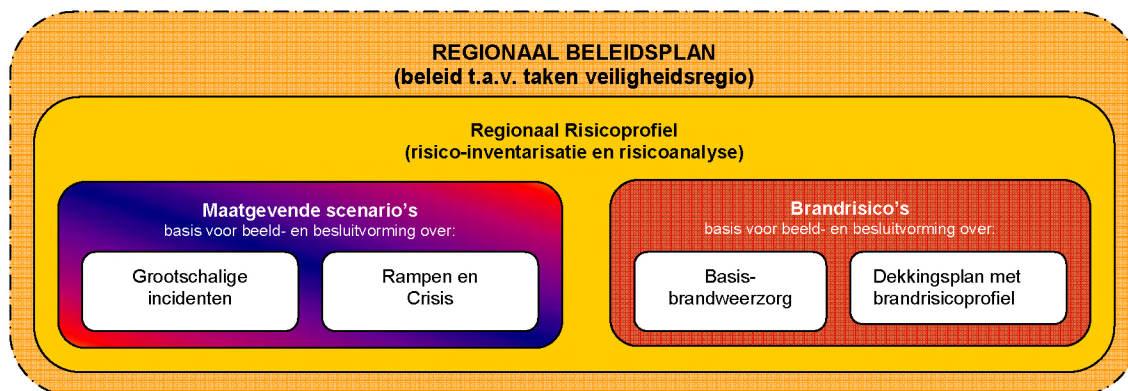 REGIONAAL BELEIDSPLAN
(beleid t.a.v. taken veiligheidsregio)
Regionaal Risicoprofiel
(risico-inventarisatie en risicoanalyse)
Maatgevende scenario's
basis voor beeld- en besluitvorming over:
Grootschalige
incidenten
Rampen en
Crisis
Brandrisico's
basis voor beeld- en besluitvorming over:
Basis-
brandweerzorg
Dekkingsplan met
brandrisicoprofiel